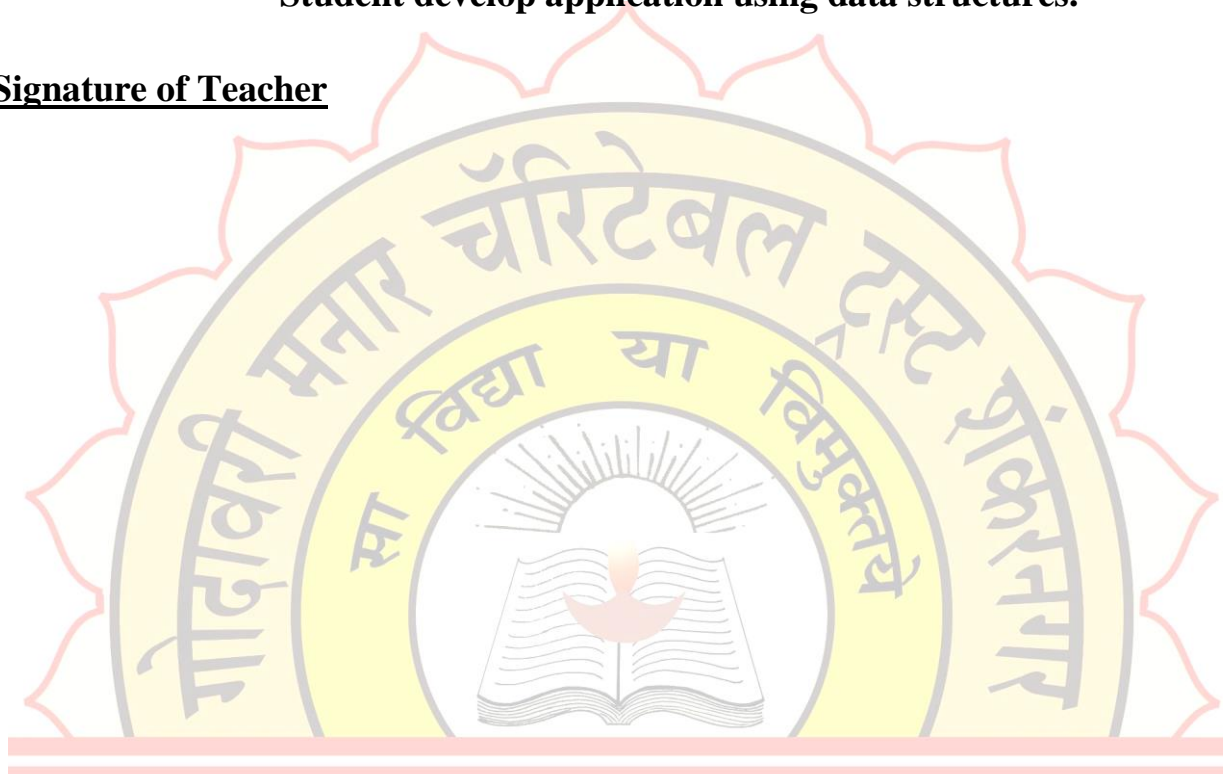 Student develop application using data structures.
Signature of Teacher
गोदावरी मनार चॅरिटेबल ट्रस्ट शंकरनगर
सा विद्या या विमुक्तये